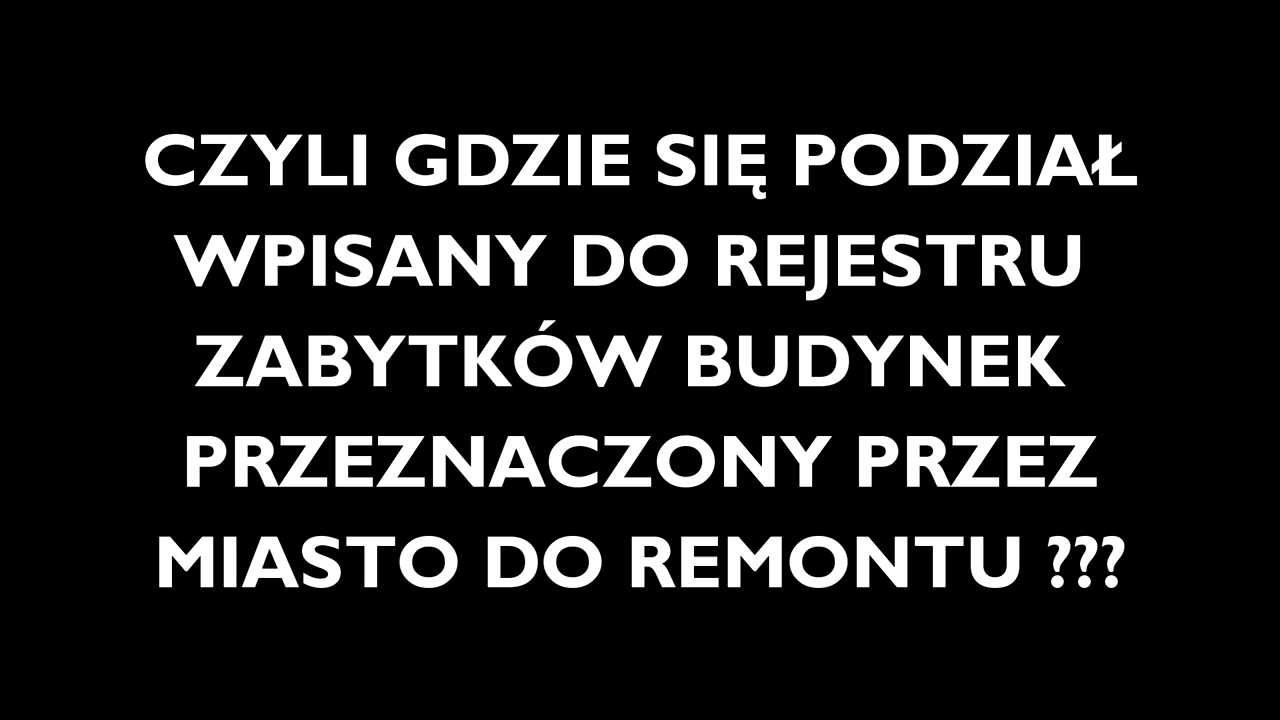 CZYLI GDZIE SIĘ PODZIAŁ
WPISANY DO REJESTRU
ZABYTKÓW BUDYNEK
PRZEZNACZONY PRZEZ
MIASTO DO REMONTU ???